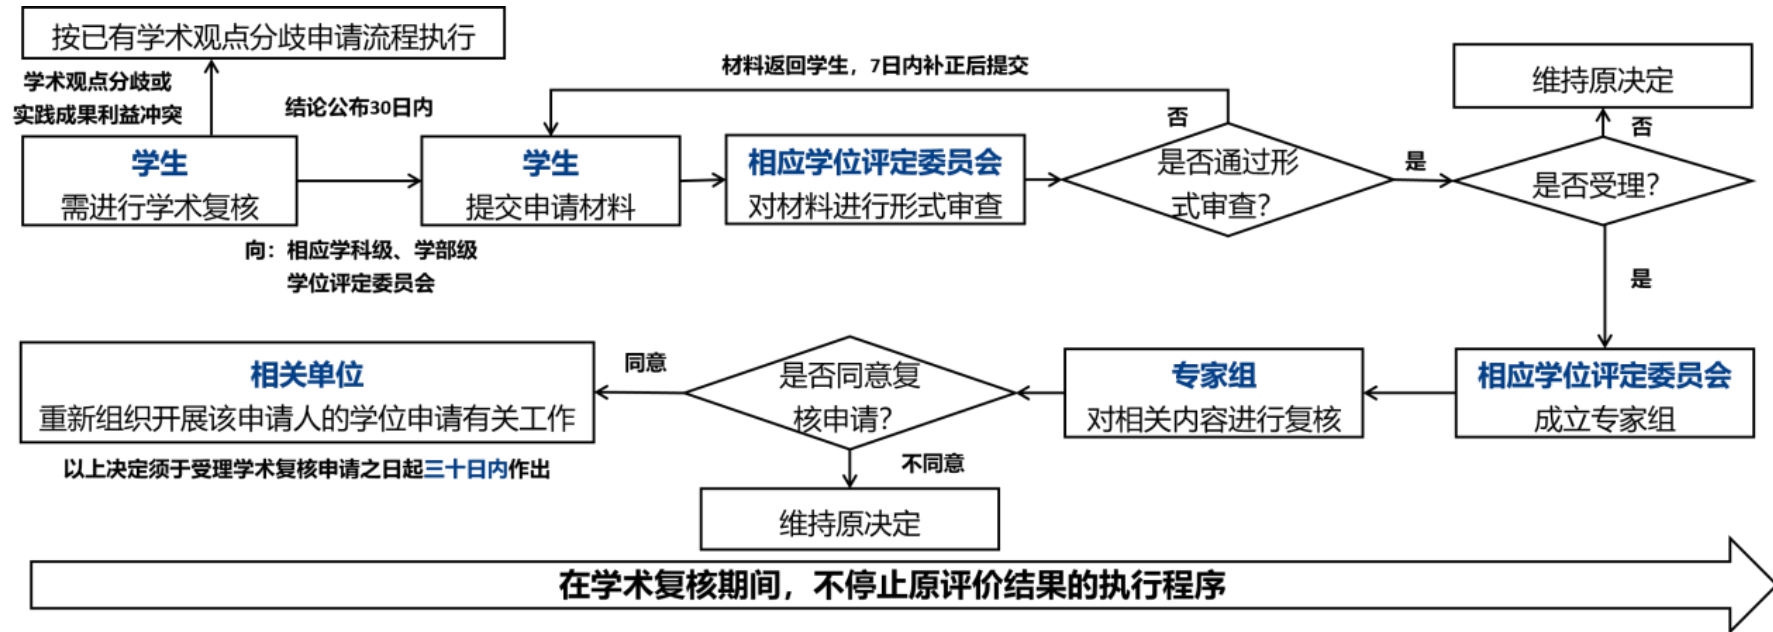 按已有学术观点分歧申请流程执行
学术观点分歧或
实践成果利益冲突
结论公布30日内
材料返回学生，7日内补正后提交
维持原决定
否
否
学生
需进行学术复核
学生
提交申请材料
相应学位评定委员会
对材料进行形式审查
是否通过形
式审查？
是
是否受理？
向：相应学科级、学部级
学位评定委员会
是
相关单位
重新组织开展该申请人的学位申请有关工作
同意
是否同意复
核申请？
专家组
对相关内容进行复核
相应学位评定委员会
成立专家组
以上决定须于受理学术复核申请之日起三十日内作出
不同意
维持原决定
在学术复核期间，不停止原评价结果的执行程序